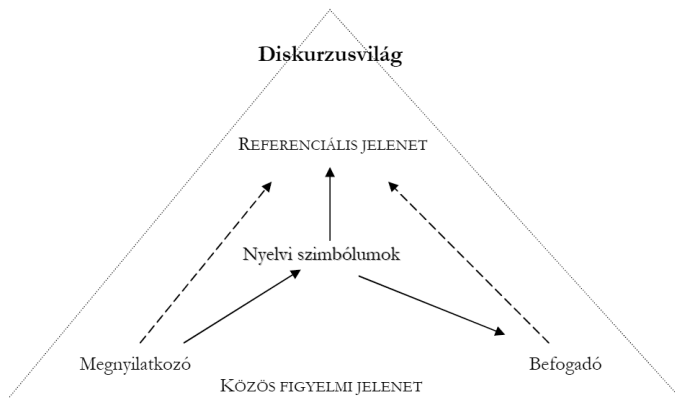 Diskurzusvilág
REFERENCIÁLIS JELENET
Nyelvi szimbólumok
Megnyilatkozó
Befogadó
KÖZÖS FIGYELMI JELENET